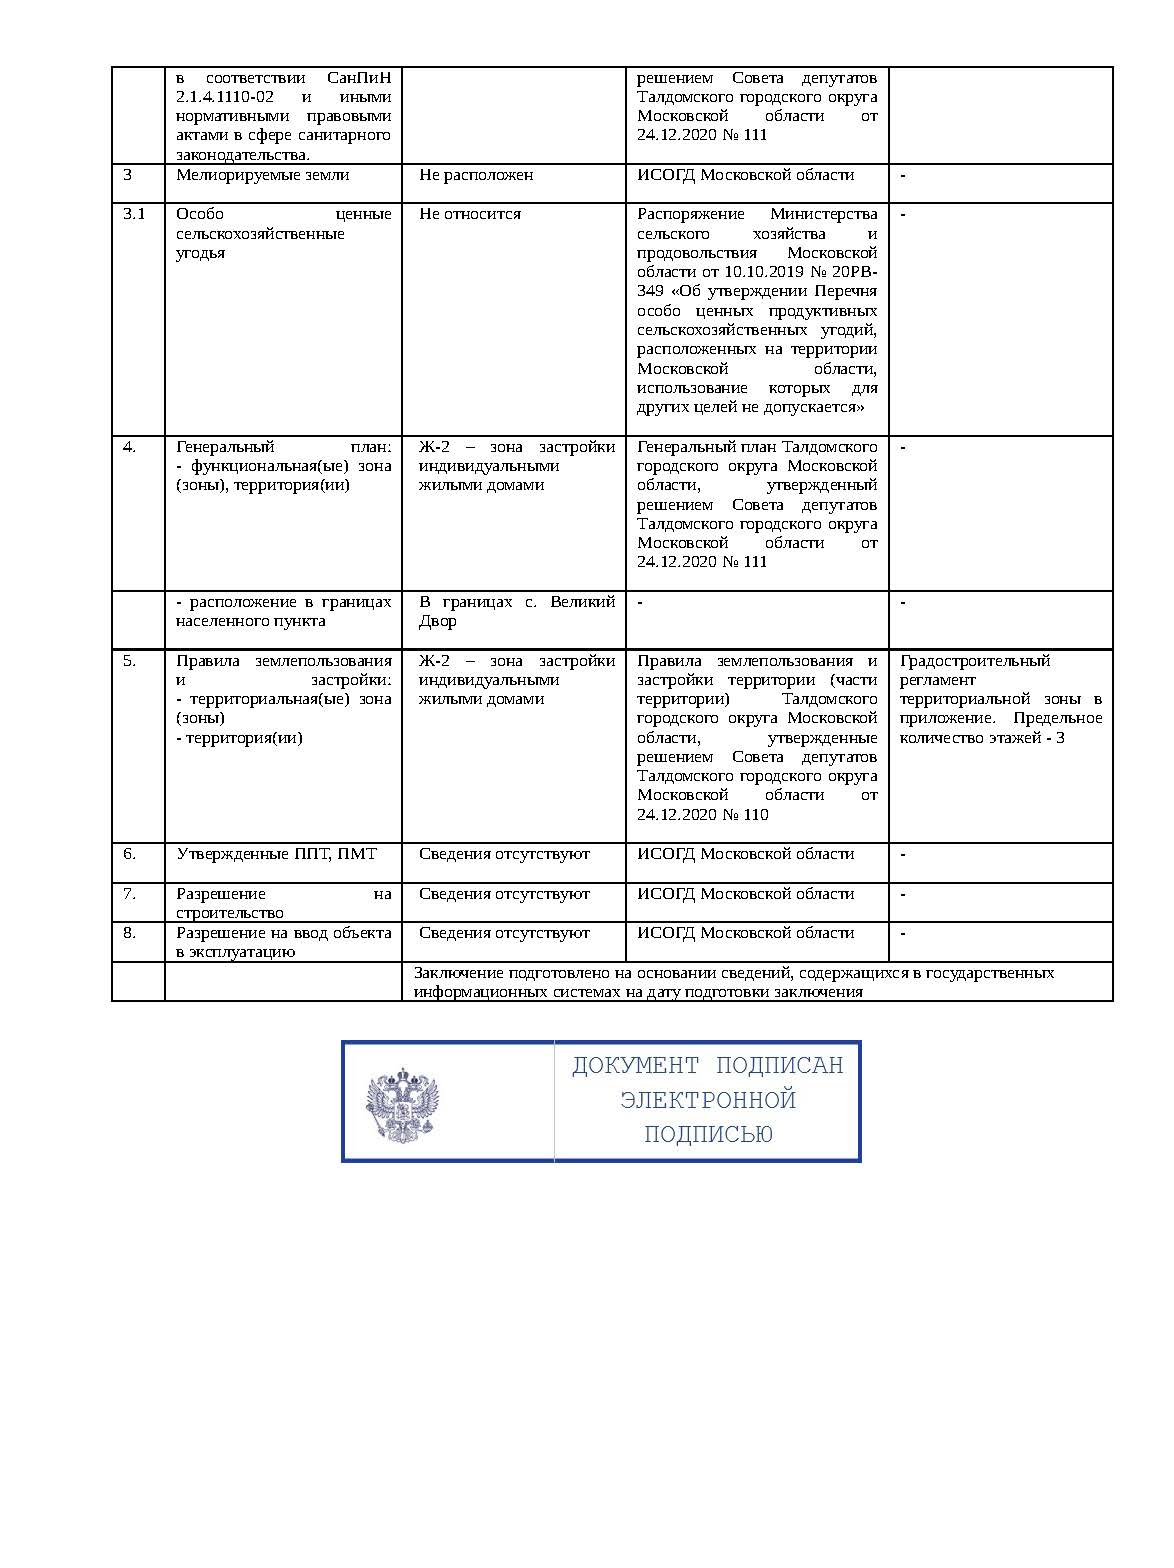 в соответствии СанПиН
2.1.4.1110-02 и иными
нормативными правовыми
актами в сфере санитарного
законодательства.
решением Совета депутатов
Талдомского городского округа
Московской области от
24.12.2020 № 111
3
Мелиорируемые земли
Не расположен
ИСОГД Московской области
-
3.1
Особо ценные
сельскохозяйственные
угодья
Не относится
Распоряжение Министерства
сельского хозяйства и
продовольствия Московской
области от 10.10.2019 № 20РВ-
349 «Об утверждении Перечня
особо ценных продуктивных
сельскохозяйственных угодий,
расположенных на территории
Московской области,
использование которых для
других целей не допускается»
-
4.
Генеральный план:
- функциональная(ые) зона
(зоны), территория(ии)
Ж-2 – зона застройки
индивидуальными
жилыми домами
Генеральный план Талдомского
городского округа Московской
области, утвержденный
решением Совета депутатов
Талдомского городского округа
Московской области от
24.12.2020 № 111
-
- расположение в границах
населенного пункта
В границах с. Великий
Двор
-
-
5.
Правила землепользования
и застройки:
- территориальная(ые) зона
(зоны)
- территория(ии)
Ж-2 – зона застройки
индивидуальными
жилыми домами
Правила землепользования и
застройки территории (части
территории) Талдомского
городского округа Московской
области, утвержденные
решением Совета депутатов
Талдомского городского округа
Московской области от
24.12.2020 № 110
Градостроительный
регламент
территориальной зоны в
приложение. Предельное
количество этажей - 3
6.
Утвержденные ППТ, ПМТ
Сведения отсутствуют
ИСОГД Московской области
-
7.
Разрешение на
строительство
Сведения отсутствуют
ИСОГД Московской области
-
8.
Разрешение на ввод объекта
в эксплуатацию
Сведения отсутствуют
ИСОГД Московской области
-
Заключение подготовлено на основании сведений, содержащихся в государственных
информационных системах на дату подготовки заключения
ДОКУМЕНТ ПОДПИСАН
ЭЛЕКТРОННОЙ
ПОДПИСЬЮ